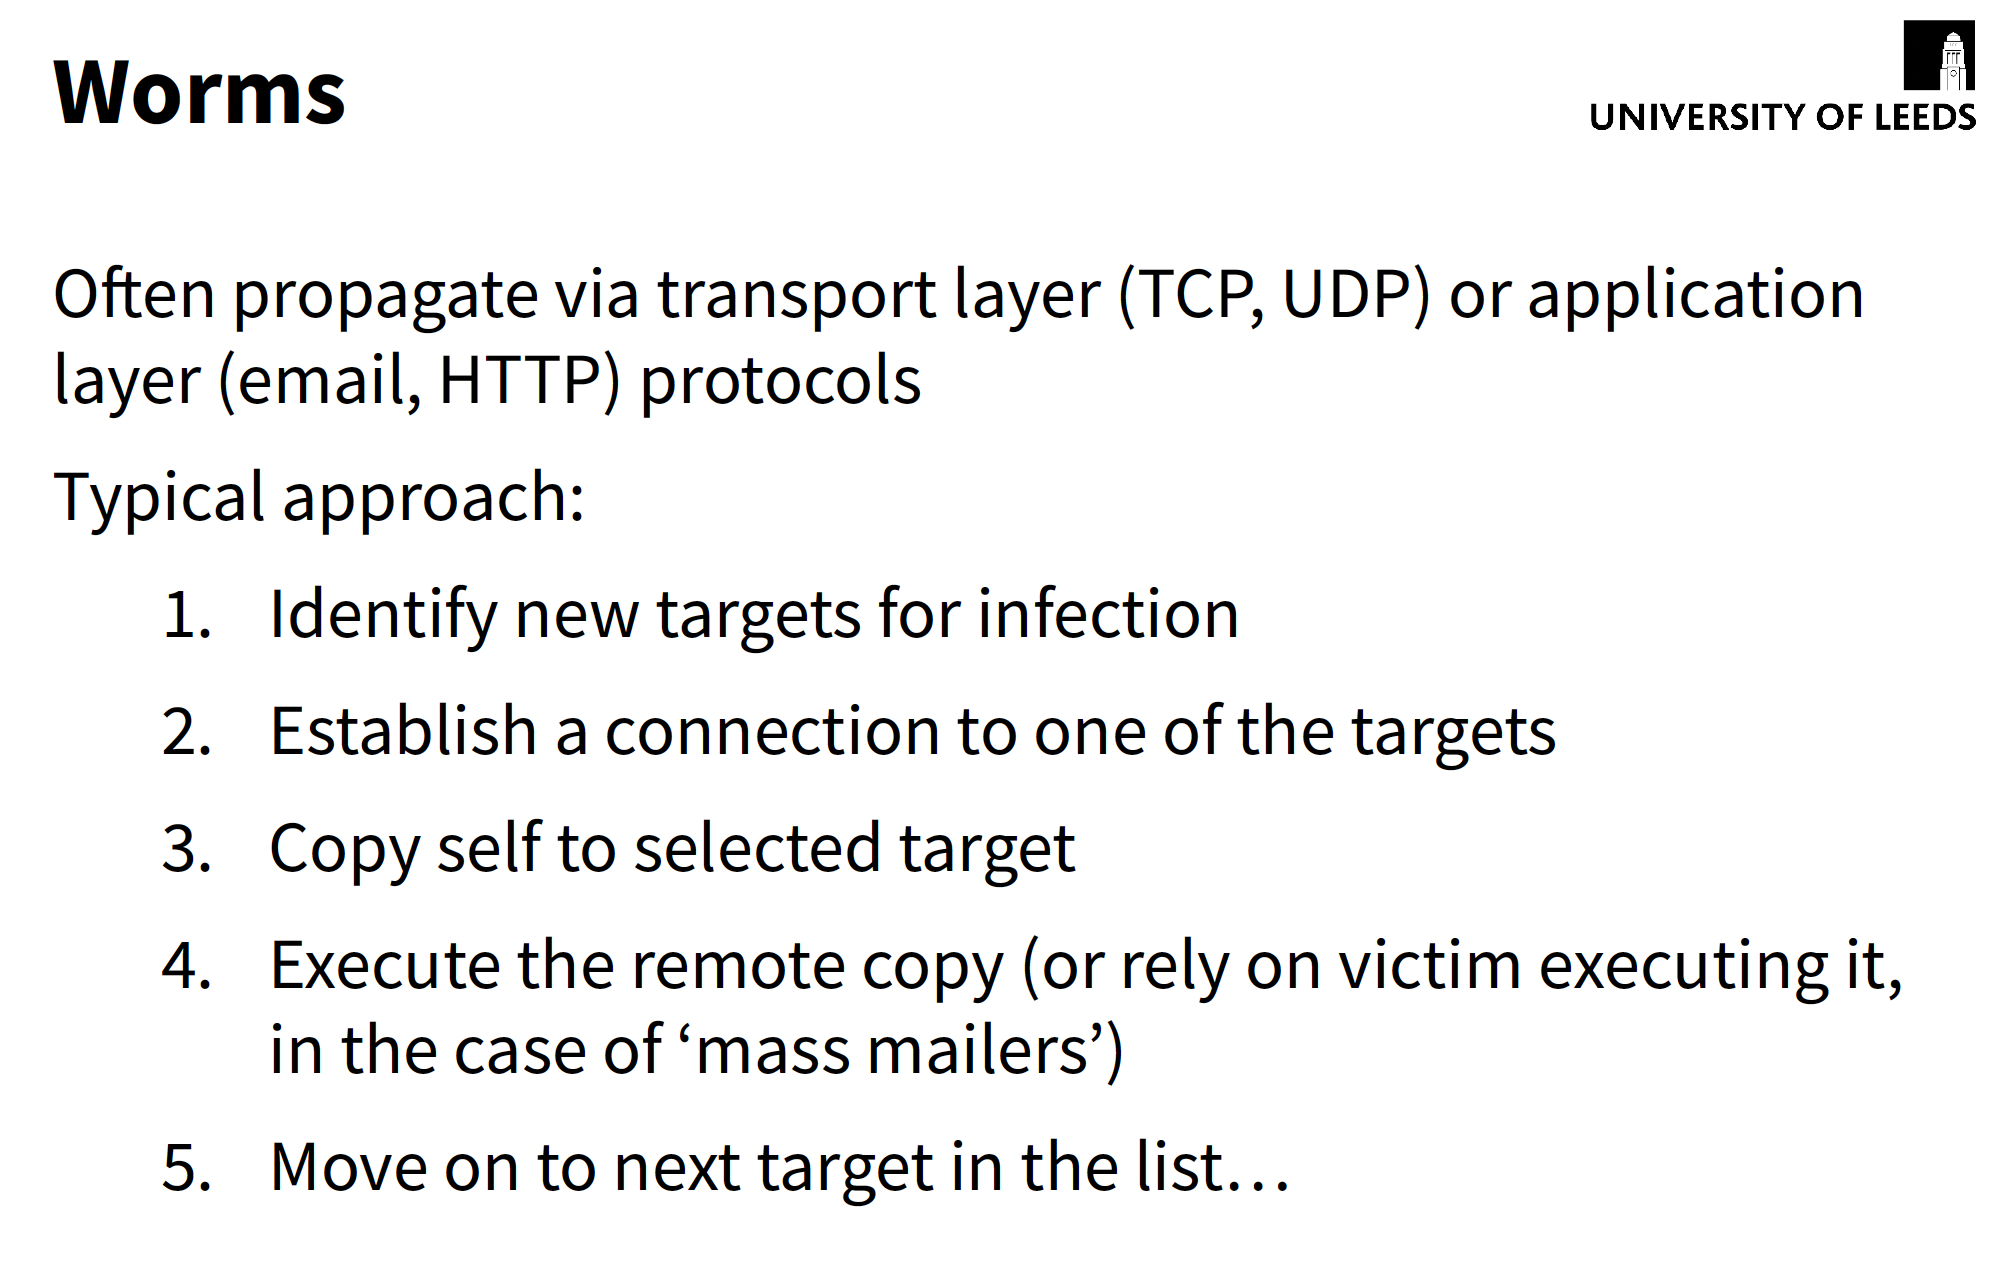 Worms
UNIVERSITY OF LEEDS
Often propagate via transport layer (TCP, UDP) or application
layer (email, HTTP) protocols
Typical approach:
1. Identify new targets for infection
2. Establish a connection to one of the targets
3. Copy self to selected target
4. Execute the remote copy (or rely on victim executing it,
in the case of ‘mass mailers’)
5. Move on to next target in the list…